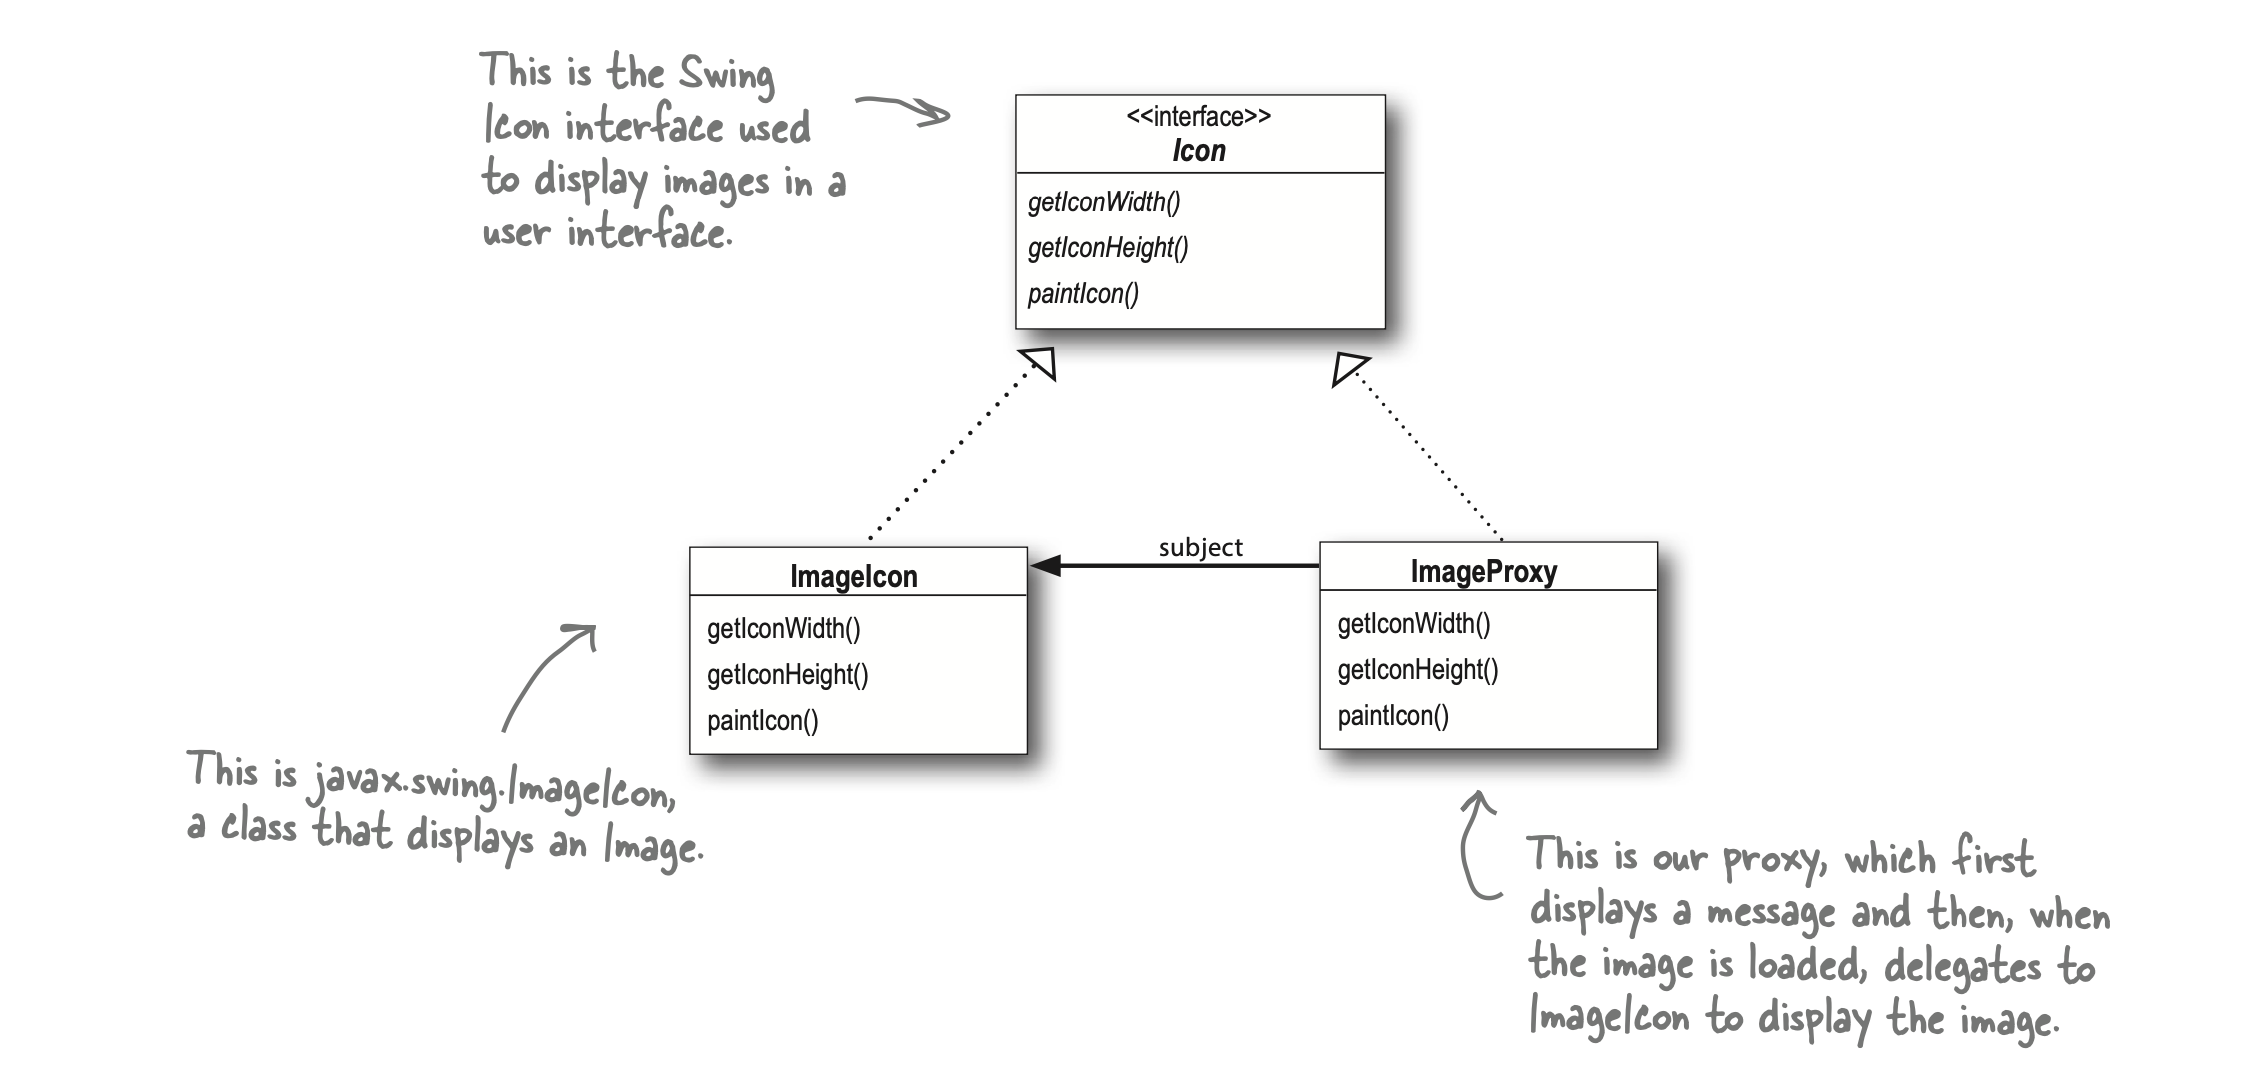 This is the Swing
Icon interface used
to display images in a
user interface.
<<interface>>
Icon
getIconWidth()
getIconHeight()
paintIcon()
subject
ImageIcon
getIconWidth()
getIconHeight()
paintIcon()
ImageProxy
getIconWidth()
getIconHeight()
paintIcon()
This is javax.swing.ImageIcon,
a class that displays an Image.
This is our proxy, which first
displays a message and then, when
the image is loaded, delegates to
ImageIcon to display the image.